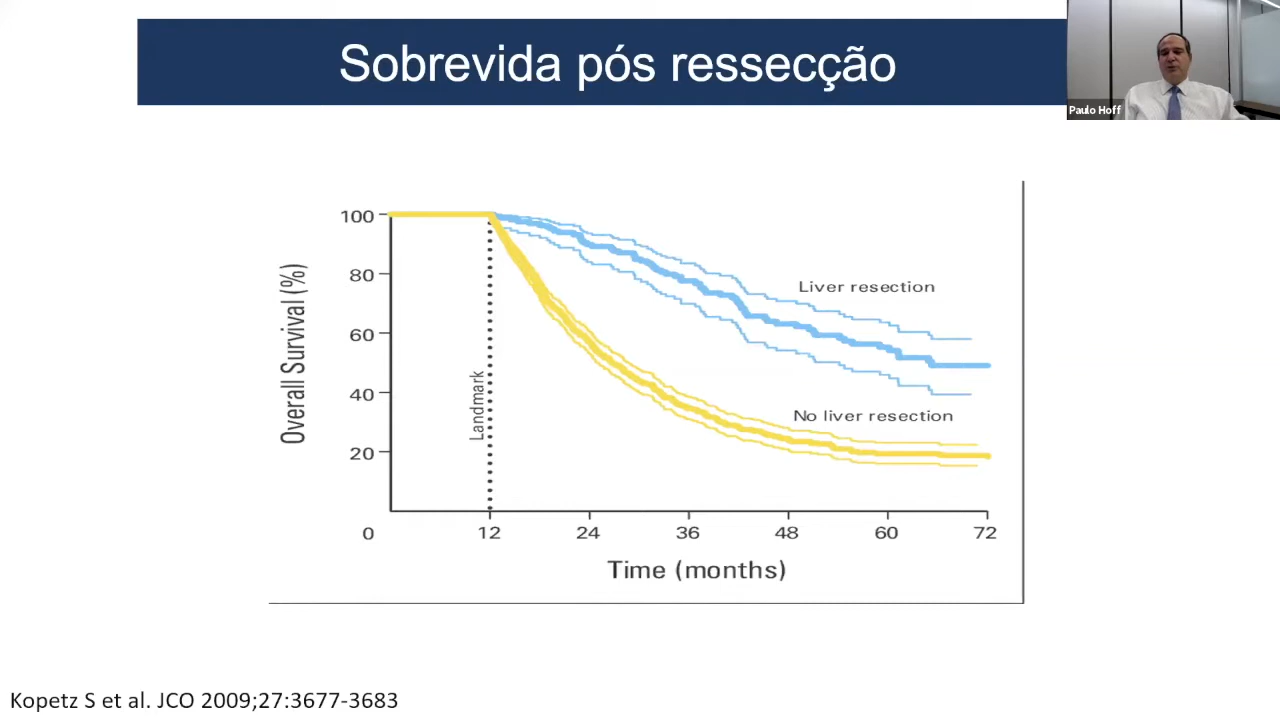 Sobrevida pós ressecção
Paulo Hoff
100
80
60
40
20
0
Overall Survival (%)
Landmark
Liver resection
No liver resection
12 24 36 48 60 72
Time (months)
Kopetz S et al. JCO 2009;27:3677-3683